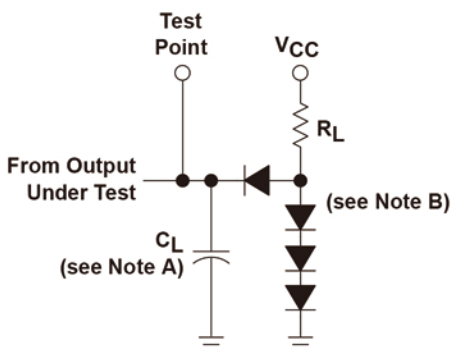 Test
Point
VCC
RL
From Output
Under Test
(see Note B)
CL
(see Note A)